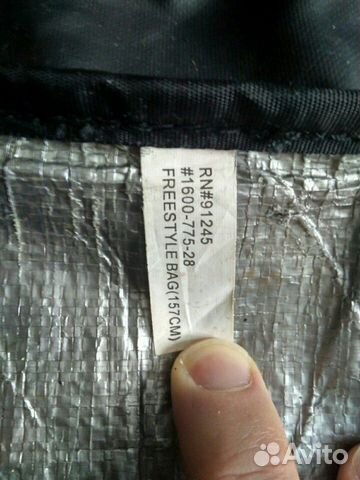 RN#91245
#1600-775-28
FREESTYLE BAG(157CM)
Avito